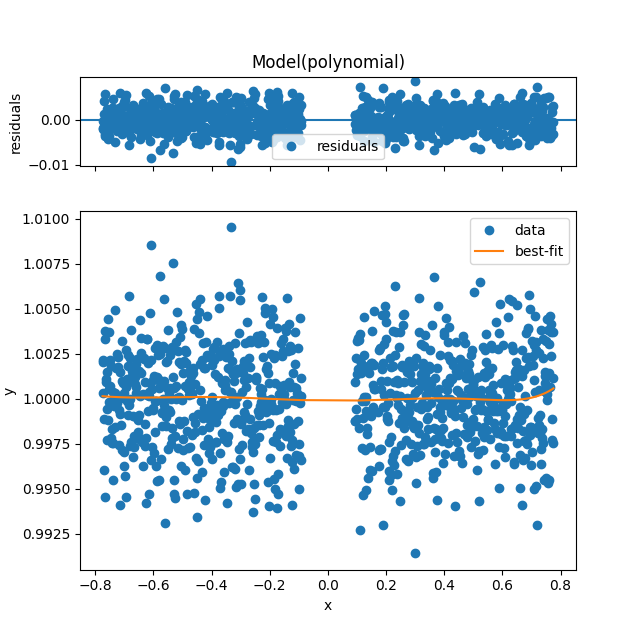 Model(polynomial)
residuals
0.00
−0.01
residuals
1.0100
1.0075
1.0050
1.0025
1.0000
0.9975
0.9950
0.9925
y
data
best-fit
−0.8 −0.6 −0.4 −0.2 0.0 0.2 0.4 0.6 0.8
x